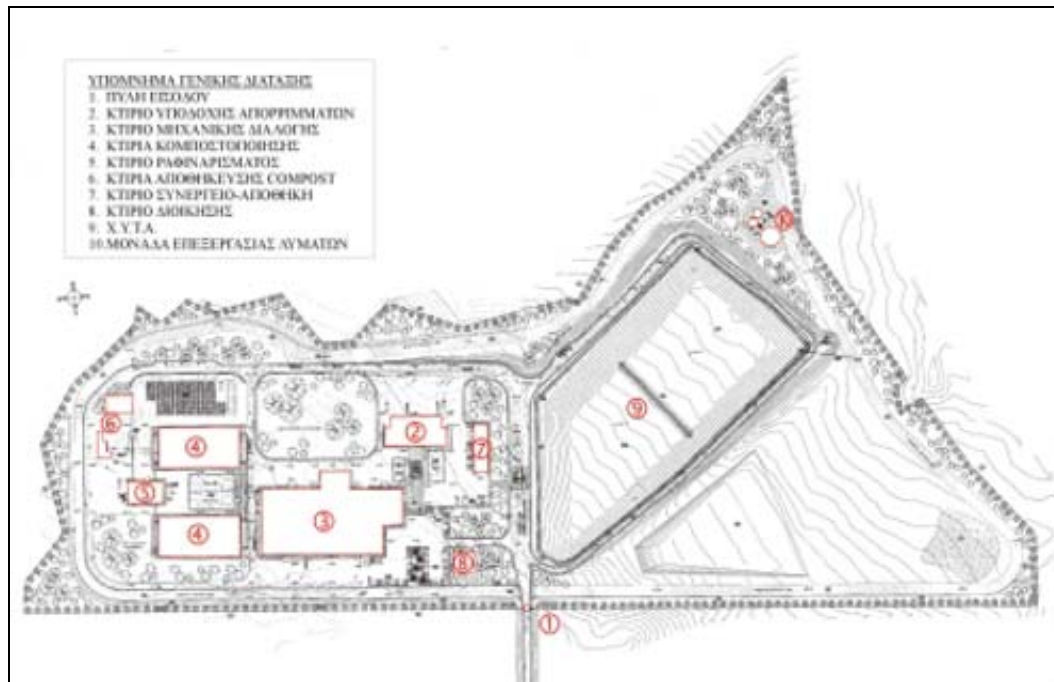 ΥΠΟΜΝΗΜΑ ΓΕΝΙΚΗΣ ΔΙΑΤΑΞΗΣ
1. ΠΥΛΗ ΕΙΣΟΔΟΥ
2. ΚΤΙΡΙΟ ΥΠΟΔΟΧΗΣ ΑΠΟΡΡΙΜΜΑΤΩΝ
3. ΚΤΙΡΙΟ ΜΗΧΑΝΙΚΗΣ ΔΙΑΛΟΓΗΣ
4. ΚΤΙΡΙΑ ΚΟΜΠΟΣΤΟΠΟΙΗΣΗΣ
5. ΚΤΙΡΙΟ ΡΑΦΙΝΑΡΙΣΜΑΤΟΣ
6. ΚΤΙΡΙΑ ΑΠΟΘΗΚΕΥΣΗΣ COMPOST
7. ΚΤΙΡΙΟ ΣΥΝΕΡΓΕΙΟ-ΑΠΟΘΗΚΗ
8. ΚΤΙΡΙΟ ΔΙΟΙΚΗΣΗΣ
9. Χ.Υ.Τ.Α.
10.ΜΟΝΑΔΑ ΕΠΕΞΕΡΓΑΣΙΑΣ ΛΥΜΑΤΩΝ
10
9
6
4
2
7
5
3
4
8
1